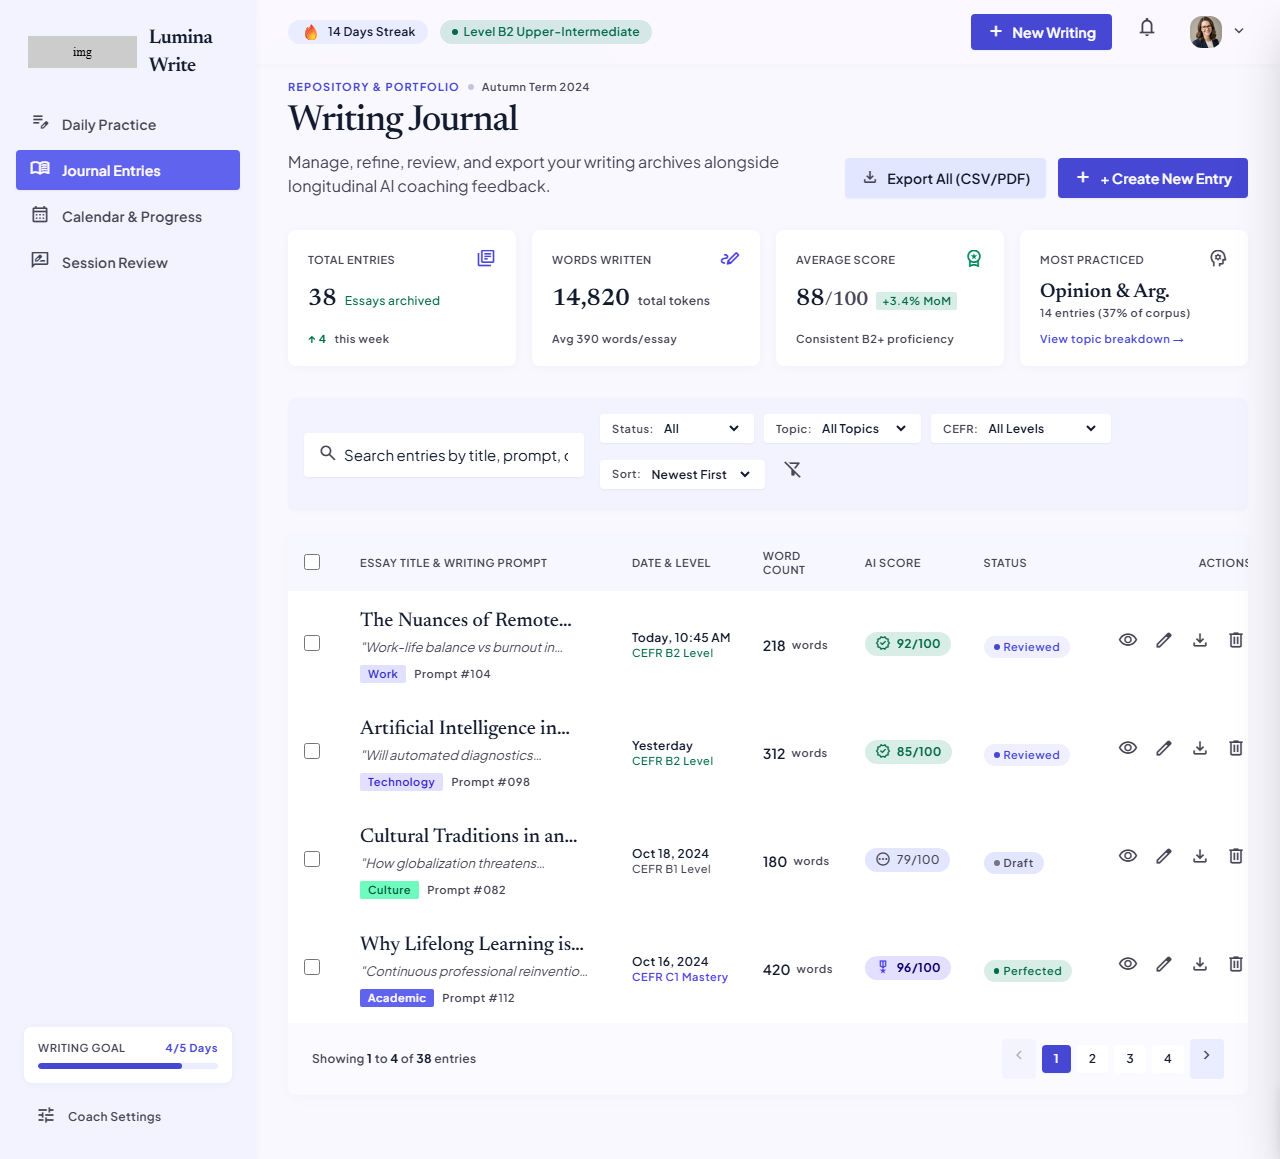 img
Lumina
Write
Daily Practice
Journal Entries
Calendar & Progress
Session Review
WRITING GOAL 4/5 Days
Coach Settings
14 Days Streak
Level B2 Upper-Intermediate
New Writing
REPOSITORY & PORTFOLIO Autumn Term 2024
Writing Journal
Manage, refine, review, and export your writing archives alongside
longitudinal AI coaching feedback.
Export All (CSV/PDF)
+ Create New Entry
TOTAL ENTRIES
38 Essays archived
↑ 4 this week
WORDS WRITTEN
14,820 total tokens
Avg 390 words/essay
AVERAGE SCORE
88/100 +3.4% MoM
Consistent B2+ proficiency
MOST PRACTICED
Opinion & Arg.
14 entries (37% of corpus)
View topic breakdown →
Search entries by title, prompt, c
Status: All
Topic: All Topics
CEFR: All Levels
Sort: Newest First
ESSAY TITLE & WRITING PROMPT DATE & LEVEL WORD COUNT AI SCORE STATUS ACTIONS
The Nuances of Remote...
"Work-life balance vs burnout in...
Work Prompt #104
Today, 10:45 AM
CEFR B2 Level
218 words
92/100
Reviewed
Artificial Intelligence in...
"Will automated diagnostics...
Technology Prompt #098
Yesterday
CEFR B2 Level
312 words
85/100
Reviewed
Cultural Traditions in an...
"How globalization threatens...
Culture Prompt #082
Oct 18, 2024
CEFR B1 Level
180 words
79/100
Draft
Why Lifelong Learning is...
"Continuous professional reinventio...
Academic Prompt #112
Oct 16, 2024
CEFR C1 Mastery
420 words
96/100
Perfected
Showing 1 to 4 of 38 entries
1 2 3 4